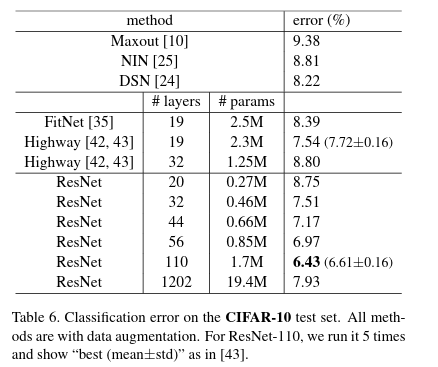 method error (%)
Maxout [10] 9.38
NIN [25] 8.81
DSN [24] 8.22
# layers # params
FitNet [35] 19 2.5M 8.39
Highway [42, 43] 19 2.3M 7.54 (7.72±0.16)
Highway [42, 43] 32 1.25M 8.80
ResNet 20 0.27M 8.75
ResNet 32 0.46M 7.51
ResNet 44 0.66M 7.17
ResNet 56 0.85M 6.97
ResNet 110 1.7M 6.43 (6.61±0.16)
ResNet 1202 19.4M 7.93
Table 6. Classification error on the CIFAR-10 test set. All meth-
ods are with data augmentation. For ResNet-110, we run it 5 times
and show “best (mean±std)” as in [43].